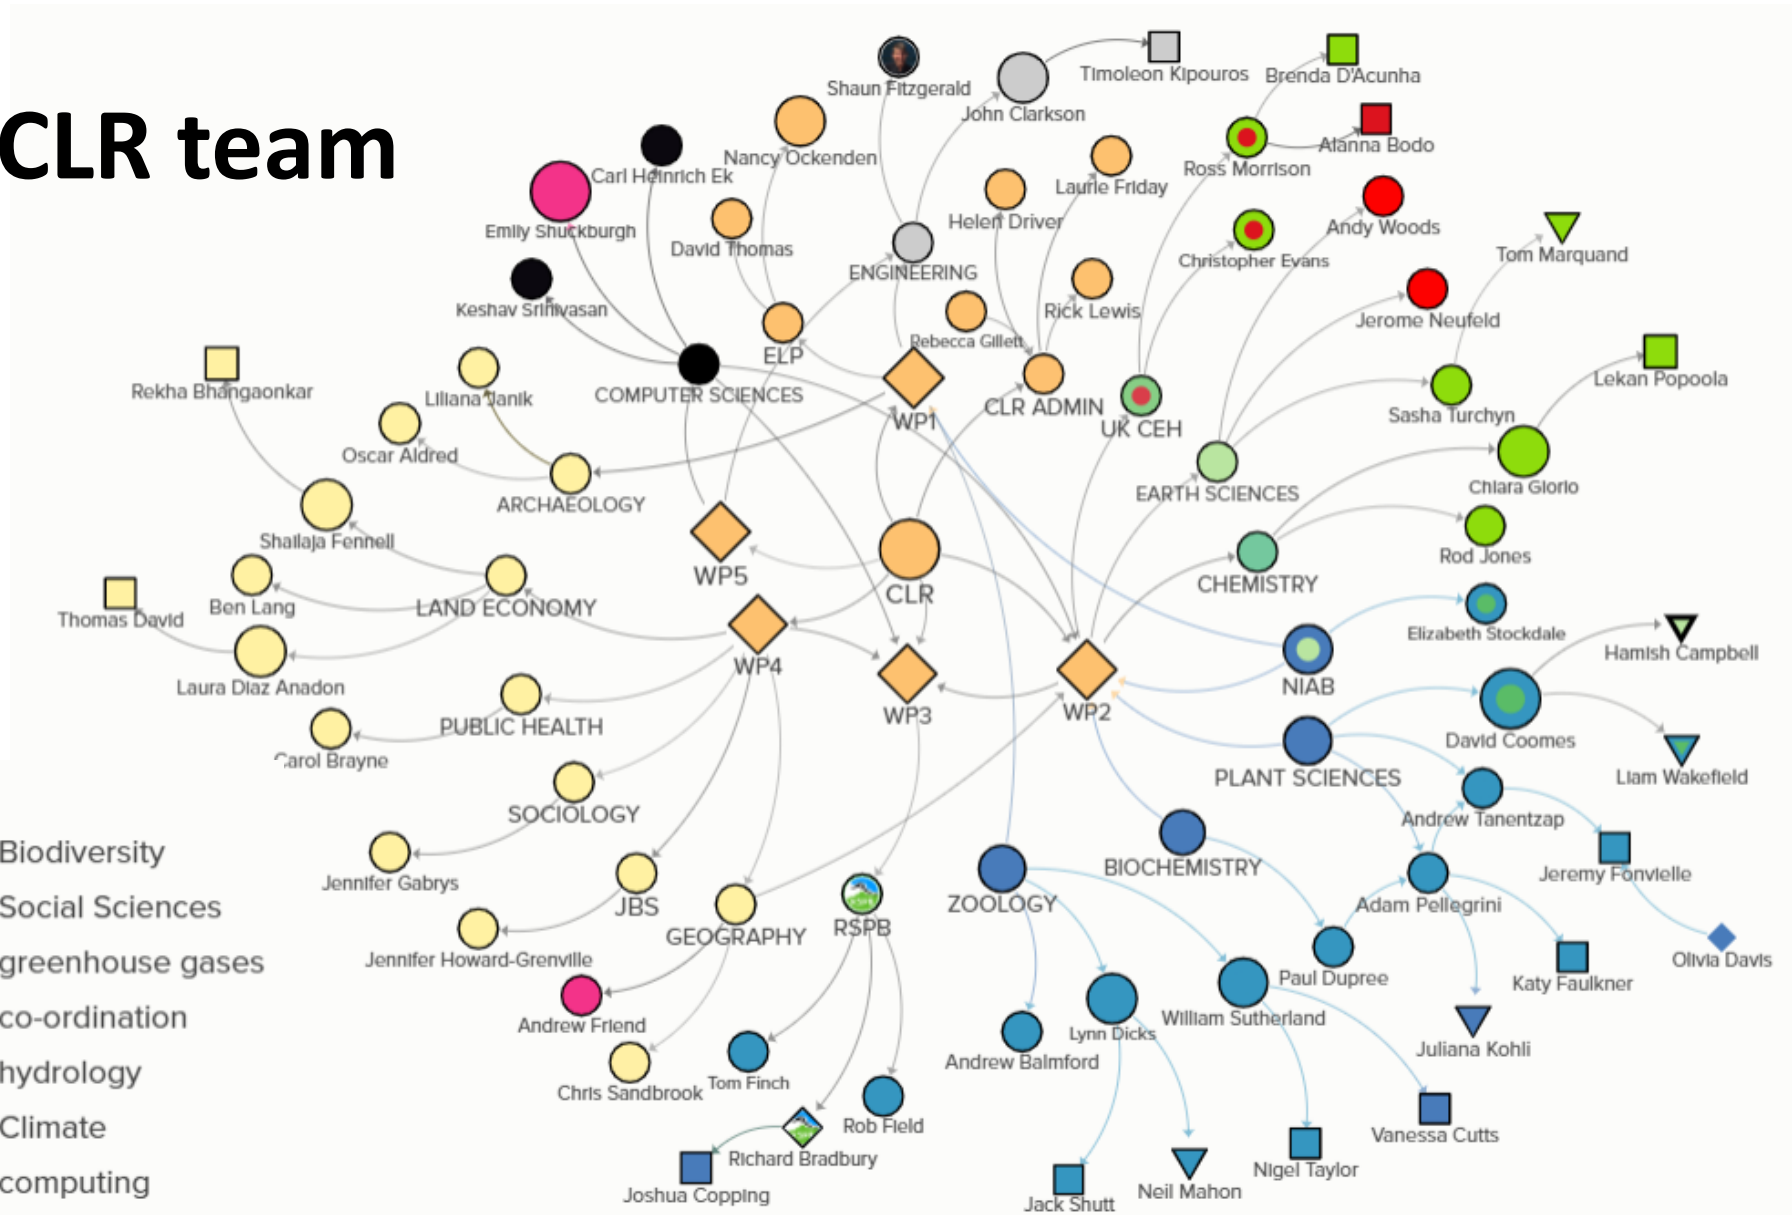 CLR team
Shaun Fitzgerald
John Clarkson
Timoleon Kipouros
Brenda D'Acunha
Nancy Ockenden
Carl Heinrich Ek
Emily Shuckburgh
David Thomas
Keshav Srinivasan
ENGINEERING
Helen Driver
Laurie Friday
Ross Morrison
Alanna Bodo
Andy Woods
Christopher Evans
Tom Marquand
Rick Lewis
Rebecca Gillett
Jerome Neufeld
ELP
COMPUTER SCIENCES
WP1
CLR ADMIN
UK CEH
Sasha Turchyn
Lekan Popoola
Rekha Bhangaonkar
Liliana Janik
Oscar Aldred
ARCHAEOLOGY
EARTH SCIENCES
Chiara Giorio
Shailaja Fennell
Rod Jones
WP5
CLR
CHEMISTRY
Ben Lang
LAND ECONOMY
Thomas David
Laura Diaz Anadon
Elizabeth Stockdale
Hamish Campbell
WP4
WP3
WP2
NIAB
PUBLIC HEALTH
Carol Brayne
David Coomes
PLANT SCIENCES
Liam Wakefield
SOCIOLOGY
Andrew Tanentzap
Jeremy Fonvielle
BIOCHEMISTRY
Jennifer Gabrys
JBS
GEOGRAPHY
RSPB
ZOOLOGY
Adam Pellegrini
Jennifer Howard-Grenville
Olivia Davis
Paul Dupree
Katy Faulkner
Andrew Friend
William Sutherland
Lynn Dicks
Andrew Balmford
Juliana Kohli
Chris Sandbrook
Tom Finch
Rob Field
Vanessa Cutts
Richard Bradbury
Nigel Taylor
Joshua Copping
Neil Mahon
Jack Shutt
Biodiversity
Social Sciences
greenhouse gases
co-ordination
hydrology
Climate
computing